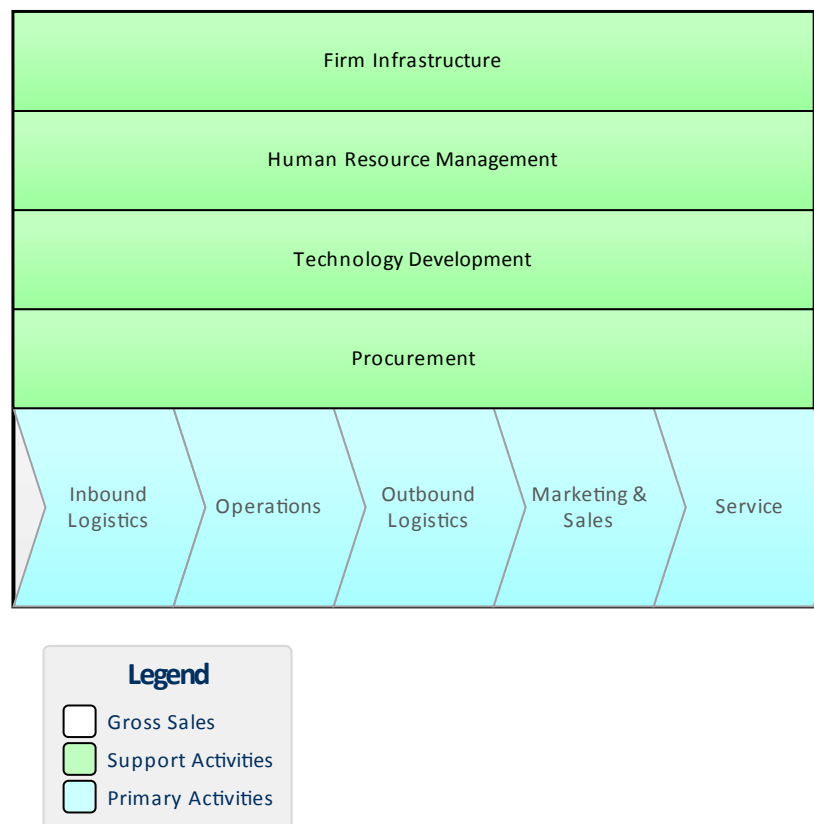 Firm Infrastructure
Human Resource Management
Technology Development
Procurement
Inbound
Logistics
Operations
Outbound
Logistics
Marketing &
Sales
Service
Legend
Gross Sales
Support Activities
Primary Activities